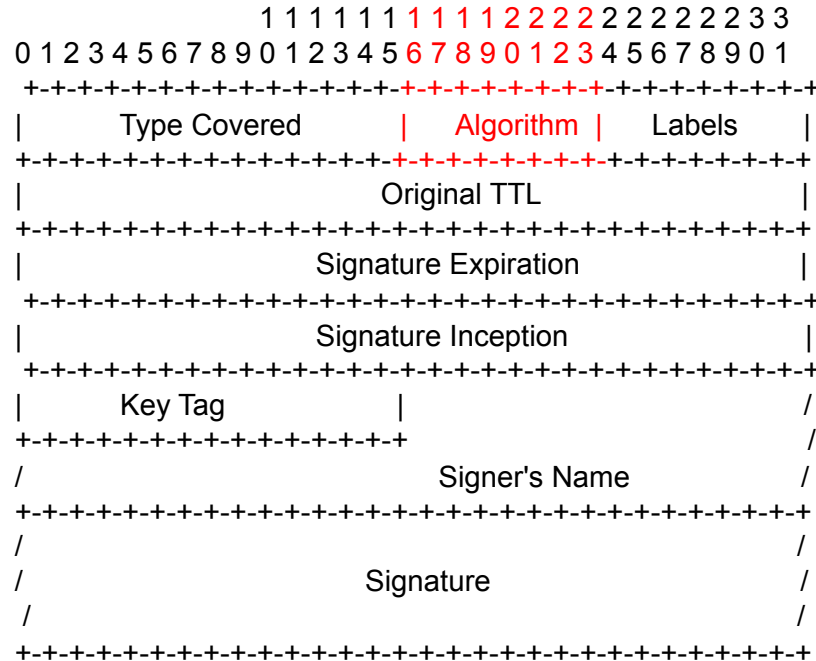 1 1 1 1 1 1 1 1 1 1 2 2 2 2 2 2 2 2 2 2 3 3
0 1 2 3 4 5 6 7 8 9 0 1 2 3 4 5 6 7 8 9 0 1 2 3 4 5 6 7 8 9 0 1
+-+-+-+-+-+-+-+-+-+-+-+-+-+-+-+-+-+-+-+-+-+-+-+-+-+-+-+-+-+-+
| Type Covered | Algorithm | Labels |
+-+-+-+-+-+-+-+-+-+-+-+-+-+-+-+-+-+-+-+-+-+-+-+-+-+-+-+-+-+-+
| Original TTL |
+-+-+-+-+-+-+-+-+-+-+-+-+-+-+-+-+-+-+-+-+-+-+-+-+-+-+-+-+-+-+
| Signature Expiration |
+-+-+-+-+-+-+-+-+-+-+-+-+-+-+-+-+-+-+-+-+-+-+-+-+-+-+-+-+-+-+
| Signature Inception |
+-+-+-+-+-+-+-+-+-+-+-+-+-+-+-+-+-+-+-+-+-+-+-+-+-+-+-+-+-+-+
| Key Tag | /
+-+-+-+-+-+-+-+-+-+-+-+-+-+-+-+ /
/ Signer's Name /
+-+-+-+-+-+-+-+-+-+-+-+-+-+-+-+-+-+-+-+-+-+-+-+-+-+-+-+-+-+-+
/ /
/ Signature /
/ /
+-+-+-+-+-+-+-+-+-+-+-+-+-+-+-+-+-+-+-+-+-+-+-+-+-+-+-+-+-+-+